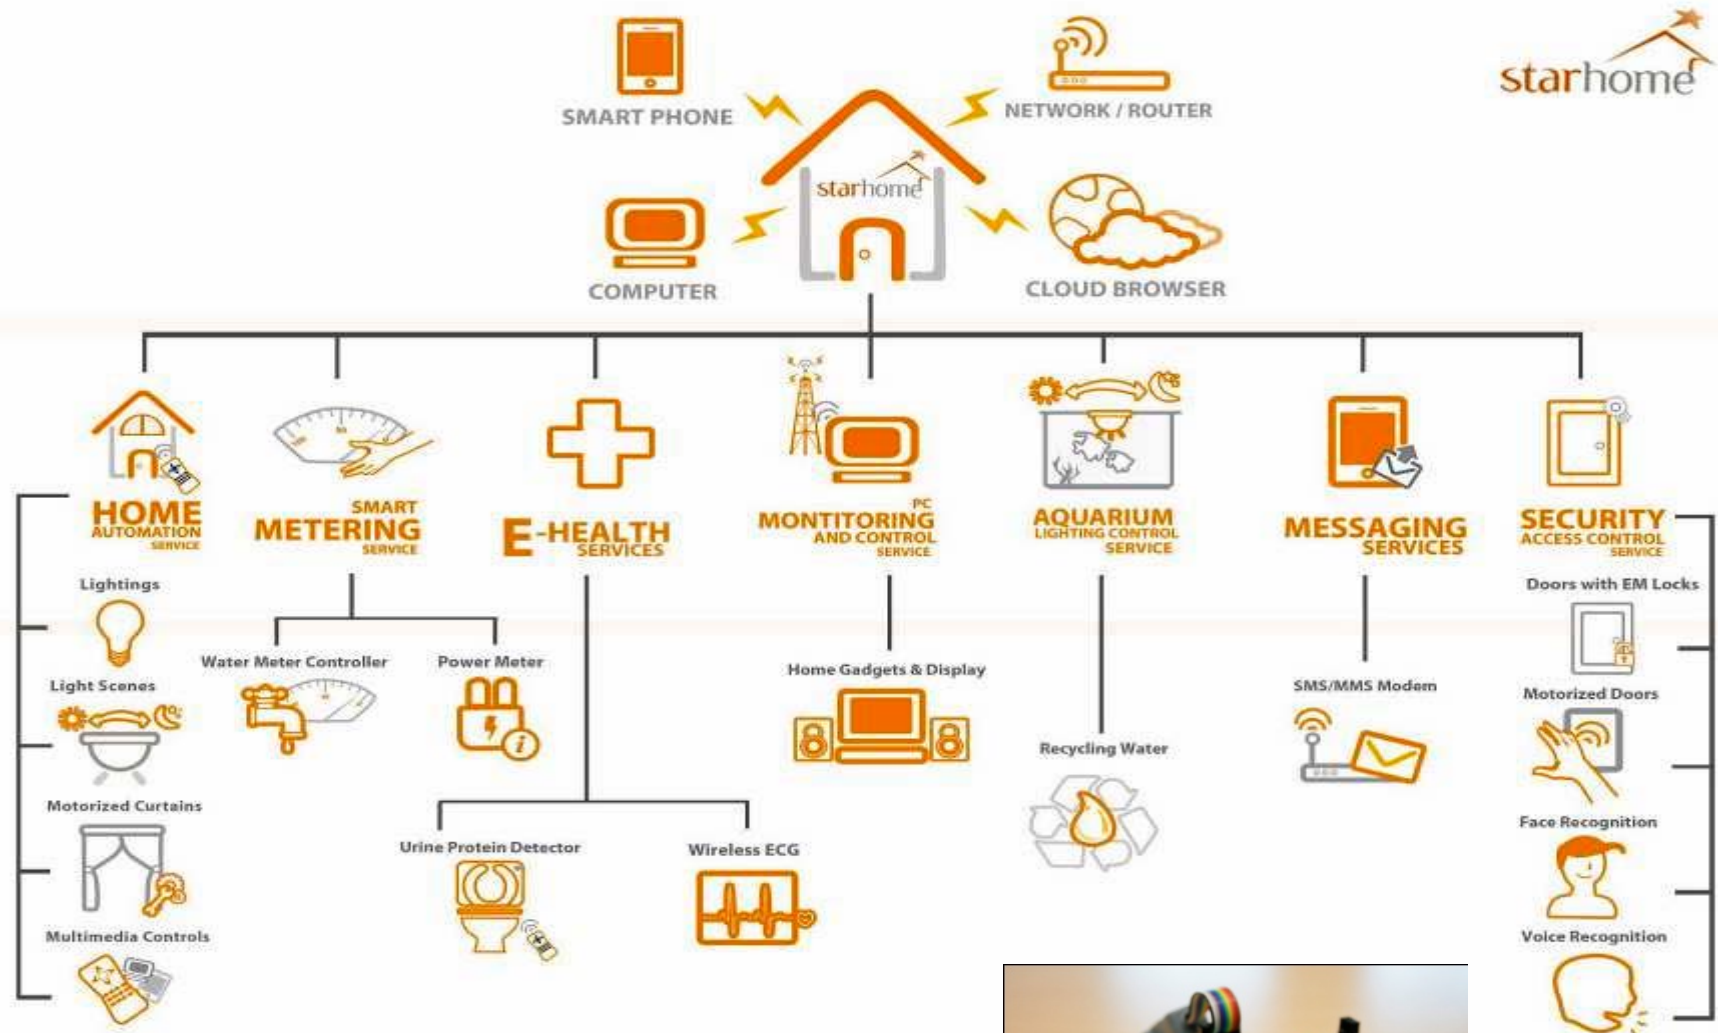 starhome
SMART PHONE
NETWORK / ROUTER
starhome
COMPUTER
CLOUD BROWSER
HOME
AUTOMATION
SERVICE
Lightings
Light Scenes
Motorized Curtains
Multimedia Controls
SMART
METERING
SERVICE
Water Meter Controller
Power Meter
E-HEALTH
SERVICES
Urine Protein Detector
Wireless ECG
PC
MONTITORING
AND CONTROL
SERVICE
Home Gadgets & Display
AQUARIUM
LIGHTING CONTROL
SERVICE
Recycling Water
MESSAGING
SERVICES
SMS/MMS Modem
SECURITY
ACCESS CONTROL
SERVICE
Doors with EM Locks
Motorized Doors
Face Recognition
Voice Recognition